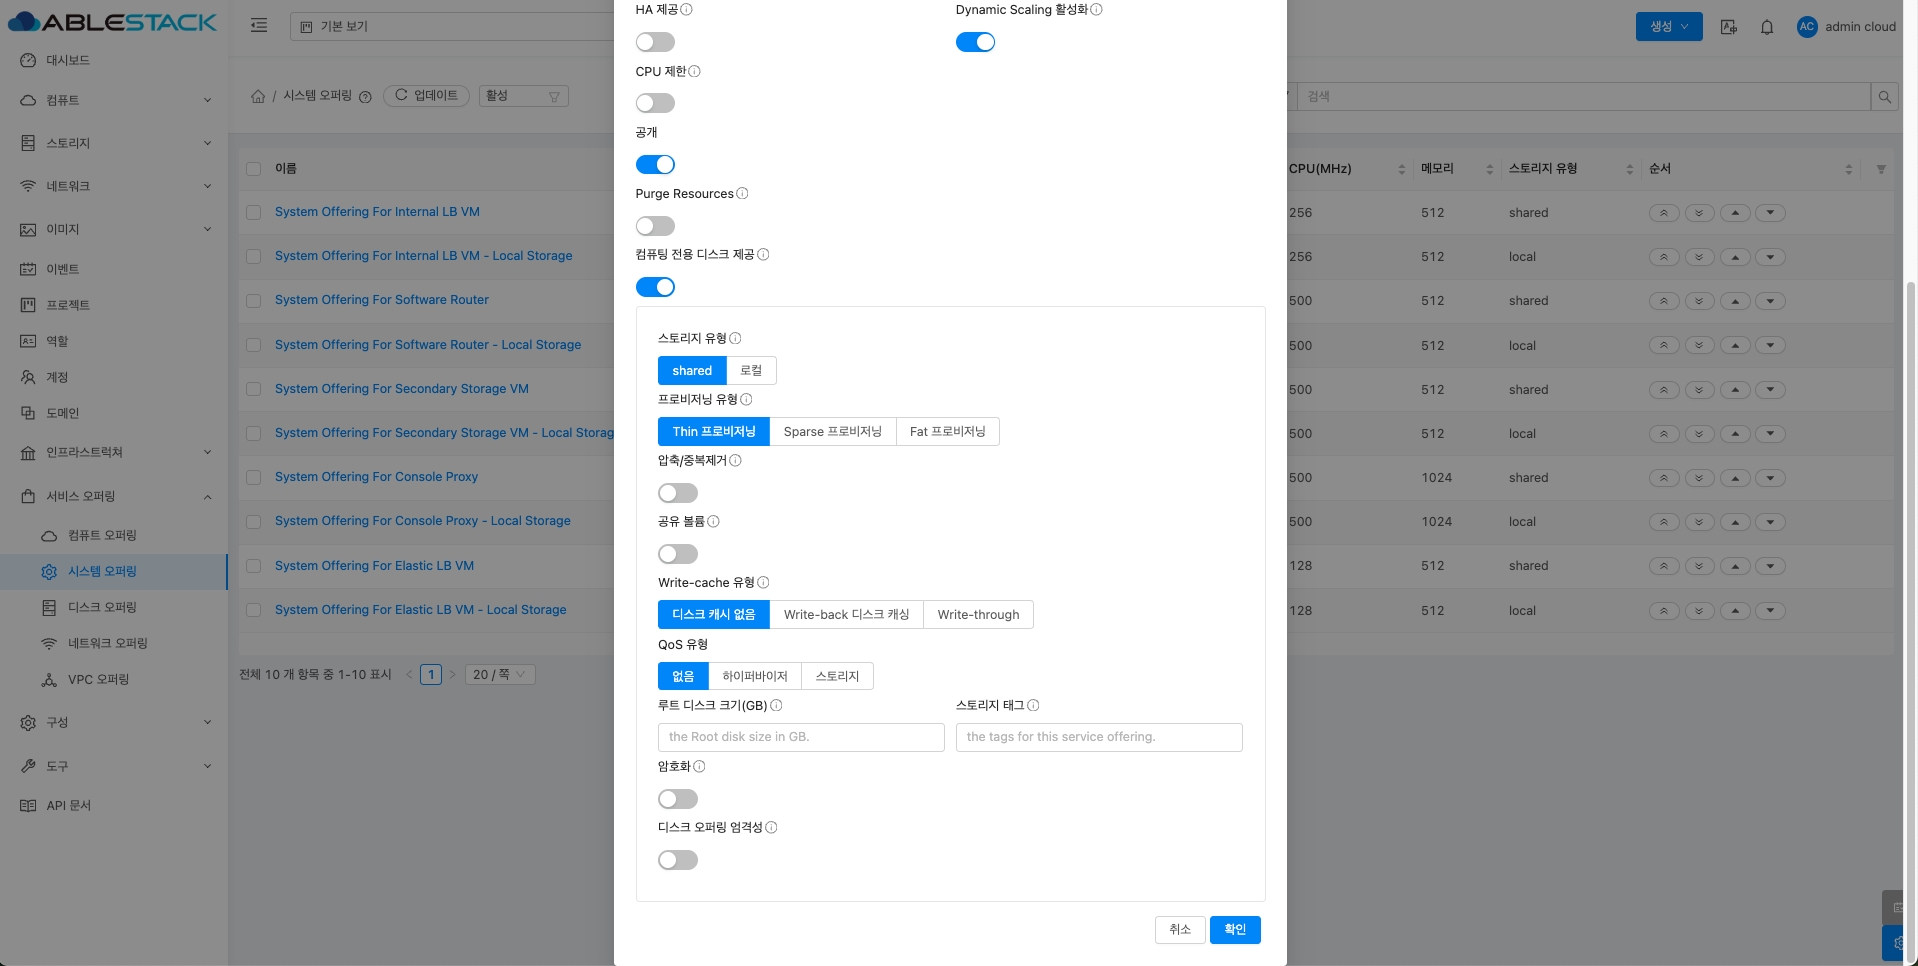 ABLESTACK
기본 보기
생성
AC
admin cloud
대시보드
컴퓨트
스토리지
네트워크
이미지
이벤트
프로젝트
역할
계정
도메인
인프라스트럭쳐
서비스 오퍼링
컴퓨트 오퍼링
시스템 오퍼링
디스크 오퍼링
네트워크 오퍼링
VPC 오퍼링
구성
도구
API 문서
/ 시스템 오퍼링
업데이트
활성
검색
이름
CPU(MHz)
메모리
스토리지 유형
순서
System Offering For Internal LB VM
256
512
shared
System Offering For Internal LB VM - Local Storage
256
512
local
System Offering For Software Router
500
512
shared
System Offering For Software Router - Local Storage
500
512
local
System Offering For Secondary Storage VM
500
512
shared
System Offering For Secondary Storage VM - Local Storag
500
512
local
System Offering For Console Proxy
500
1024
shared
System Offering For Console Proxy - Local Storage
500
1024
local
System Offering For Elastic LB VM
128
512
shared
System Offering For Elastic LB VM - Local Storage
128
512
local
전체 10 개 항목 중 1-10 표시
1
20 / 쪽
HA 제공
Dynamic Scaling 활성화
CPU 제한
공개
Purge Resources
컴퓨팅 전용 디스크 제공
스토리지 유형
shared
로컬
프로비저닝 유형
Thin 프로비저닝
Sparse 프로비저닝
Fat 프로비저닝
압축/중복제거
공유 볼륨
Write-cache 유형
디스크 캐시 없음
Write-back 디스크 캐싱
Write-through
QoS 유형
없음
하이퍼바이저
스토리지
루트 디스크 크기(GB)
스토리지 태그
the Root disk size in GB.
the tags for this service offering.
암호화
디스크 오퍼링 엄격성
취소
확인